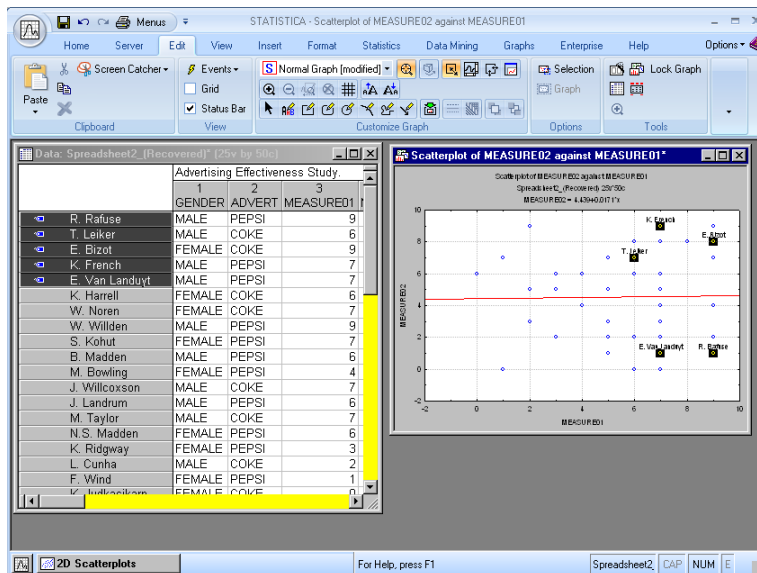 Menus
STATISTICA - Scatterplot of MEASURE02 against MEASURE01
Home Server Edit View Insert Format Statistics Data Mining Graphs Enterprise Help Options
Paste
Screen Catcher
Clipboard
Events
Grid
Status Bar
View
S Normal Graph [modified]
Customize Graph
Selection
Graph
Options
Lock Graph
Tools
Data: Spreadsheet2_(Recovered)* (25v by 50c)
Advertising Effectiveness Study.
1 2 3
GENDER ADVERT MEASURE01
R. Rafuse MALE PEPSI 9
T. Leiker MALE COKE 6
E. Bizot FEMALE COKE 9
K. French MALE PEPSI 7
E. Van Landuyt MALE PEPSI 7
K. Harrell FEMALE COKE 6
W. Noren FEMALE COKE 7
W. Willden MALE PEPSI 9
S. Kohut FEMALE PEPSI 7
B. Madden MALE PEPSI 6
M. Bowling FEMALE PEPSI 4
J. Willcoxson MALE COKE 7
J. Landrum MALE PEPSI 6
M. Taylor MALE COKE 7
N.S. Madden FEMALE PEPSI 6
K. Ridgway FEMALE PEPSI 3
L. Cunha MALE COKE 2
F. Wind FEMALE PEPSI 1
Scatterplot of MEASURE02 against MEASURE01*
Scatterplot of MEASURE02 against MEASURE01
Spreadsheet2_(Recovered) 25v*50c
MEASURE02 = 4.439+0.0171*x
10
K. French
E. Bizot
8
T. Leiker
6
4
2
E. Van Landuyt R. Rafuse
0
-2
-2 0 2 4 6 8 10
MEASURE02
MEASURE01
2D Scatterplots
For Help, press F1
Spreadsheet2_ CAP NUM E